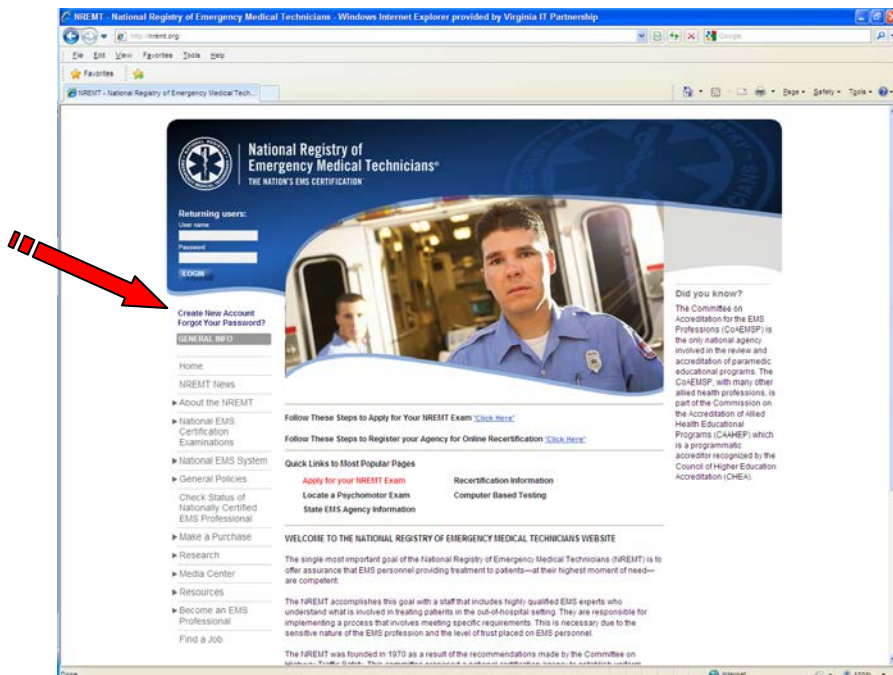 NREMT - National Registry of Emergency Medical Technicians - Windows Internet Explorer provided by Virginia IT Partnership
http://nremt.org/
Google
File Edit View Favorites Tools Help
Favorites
NREMT - National Registry of Emergency Medical Tech...
Page Safety Tools
National Registry of
Emergency Medical Technicians®
THE NATION'S EMS CERTIFICATION
Returning users:
User name
Password
LOGIN
Create New Account
Forgot Your Password?
GENERAL INFO
Home
NREMT News
About the NREMT
National EMS
Certification
Examinations
National EMS System
General Policies
Check Status of
Nationally Certified
EMS Professional
Make a Purchase
Research
Media Center
Resources
Become an EMS
Professional
Find a Job
Follow These Steps to Apply for Your NREMT Exam 'Click Here'
Follow These Steps to Register your Agency for Online Recertification 'Click Here'
Quick Links to Most Popular Pages
Apply for your NREMT Exam Recertification Information
Locate a Psychomotor Exam Computer Based Testing
State EMS Agency Information
WELCOME TO THE NATIONAL REGISTRY OF EMERGENCY MEDICAL TECHNICIANS WEBSITE
The single most important goal of the National Registry of Emergency Medical Technicians (NREMT) is to
offer assurance that EMS personnel providing treatment to patients—at their highest moment of need—
are competent.
The NREMT accomplishes this goal with a staff that includes highly qualified EMS experts who
understand what is involved in treating patients in the out-of-hospital setting. They are responsible for
implementing a process that involves meeting specific requirements. This is necessary due to the
sensitive nature of the EMS profession and the level of trust placed on EMS personnel.
The NREMT was founded in 1970 as a result of the recommendations made by the Committee on
Highway Traffic Safety. This committee proposed a national certification agency to establish uniform
Did you know?
The Committee on
Accreditation for the EMS
Professions (CoAEMSP) is
the only national agency
involved in the review and
accreditation of paramedic
educational programs. The
CoAEMSP, with many other
allied health professions, is
part of the Commission on
the Accreditation of Allied
Health Educational
Programs (CAAHEP) which
is a programmatic
accreditor recognized by the
Council of Higher Education
Accreditation (CHEA).
Done
Internet
100%